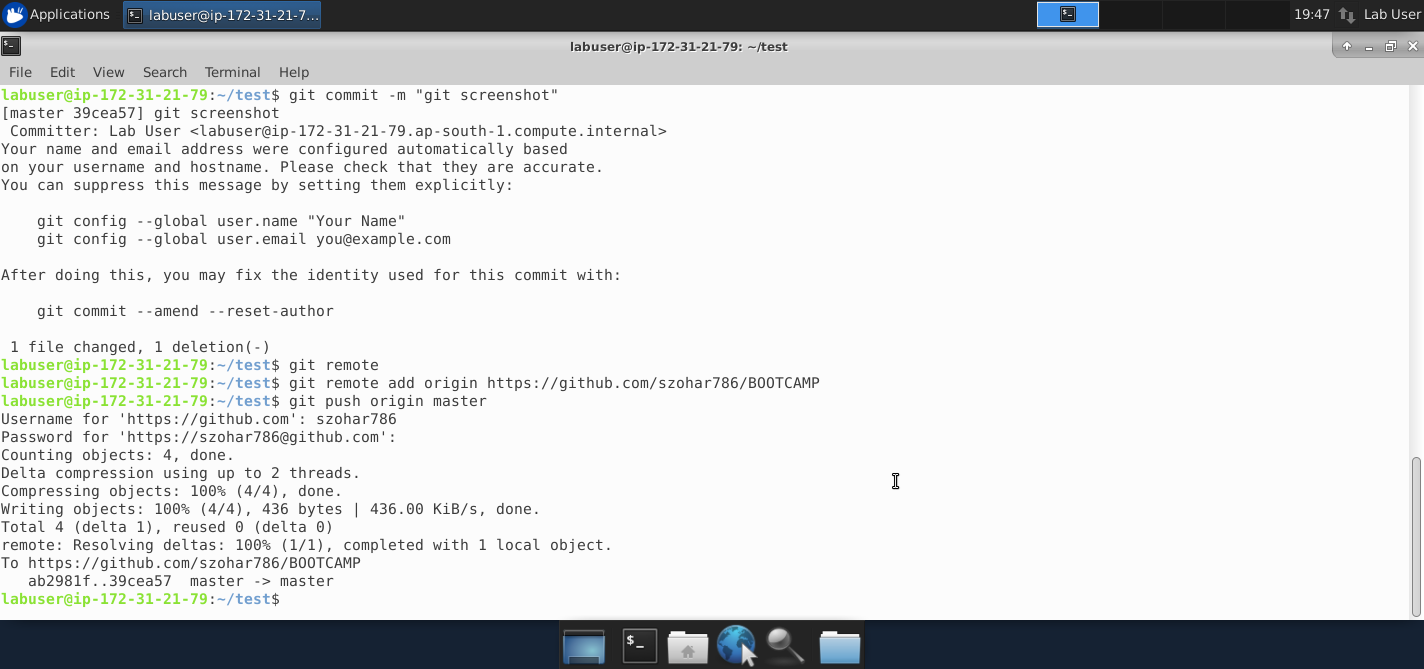 Applications
labuser@ip-172-31-21-7...
19:47
Lab User
labuser@ip-172-31-21-79: ~/test
File Edit View Search Terminal Help
labuser@ip-172-31-21-79:~/test$ git commit -m "git screenshot"
[master 39cea57] git screenshot
 Committer: Lab User <labuser@ip-172-31-21-79.ap-south-1.compute.internal>
Your name and email address were configured automatically based
on your username and hostname. Please check that they are accurate.
You can suppress this message by setting them explicitly:
    git config --global user.name "Your Name"
    git config --global user.email you@example.com
After doing this, you may fix the identity used for this commit with:
    git commit --amend --reset-author
 1 file changed, 1 deletion(-)
labuser@ip-172-31-21-79:~/test$ git remote
labuser@ip-172-31-21-79:~/test$ git remote add origin https://github.com/szohar786/BOOTCAMP
labuser@ip-172-31-21-79:~/test$ git push origin master
Username for 'https://github.com': szohar786
Password for 'https://szohar786@github.com':
Counting objects: 4, done.
Delta compression using up to 2 threads.
Compressing objects: 100% (4/4), done.
Writing objects: 100% (4/4), 436 bytes | 436.00 KiB/s, done.
Total 4 (delta 1), reused 0 (delta 0)
remote: Resolving deltas: 100% (1/1), completed with 1 local object.
To https://github.com/szohar786/BOOTCAMP
   ab2981f..39cea57  master -> master
labuser@ip-172-31-21-79:~/test$